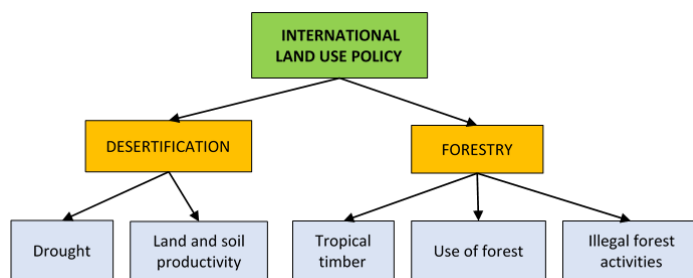 INTERNATIONAL
LAND USE POLICY
DESERTIFICATION
FORESTRY
Drought
Land and soil
productivity
Tropical
timber
Use of forest
Illegal forest
activities